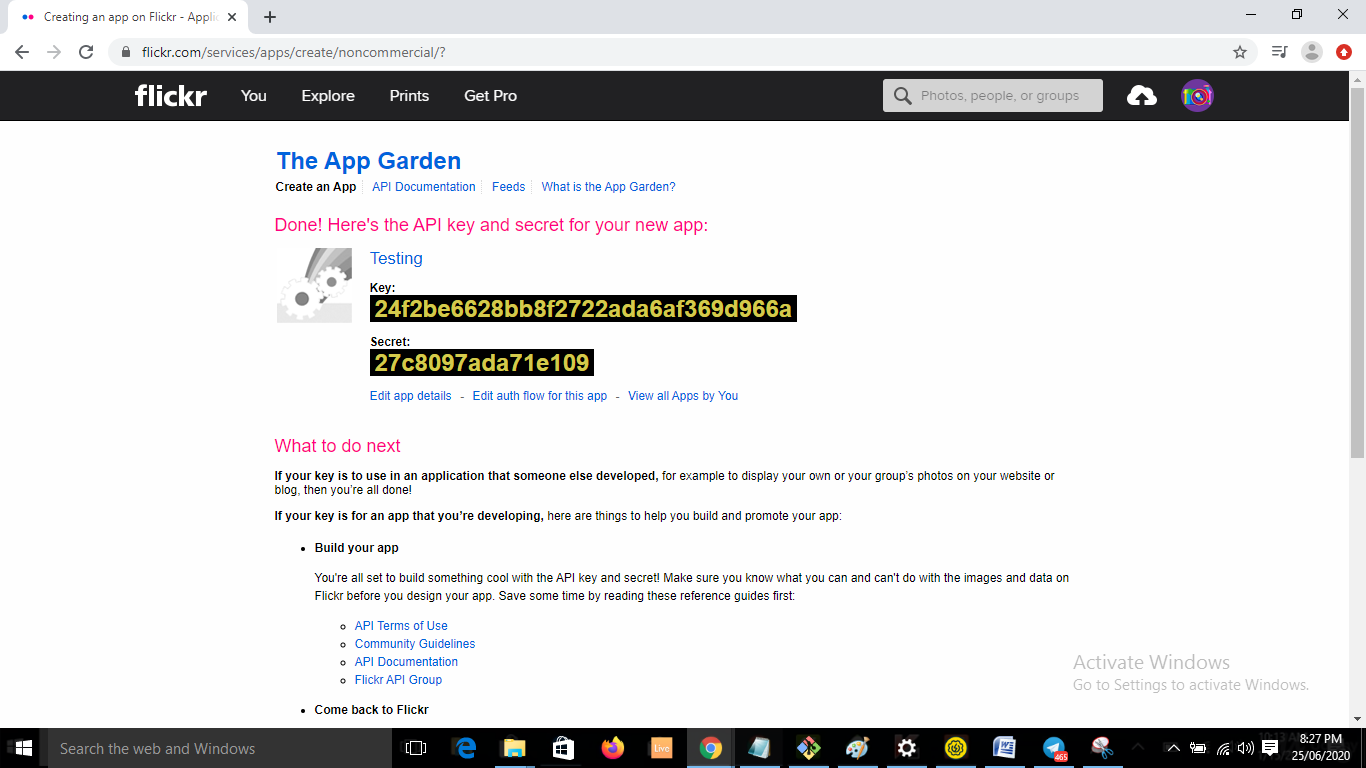 Creating an app on Flickr - Applic
flickr.com/services/apps/create/noncommercial/?
flickr You Explore Prints Get Pro Photos, people, or groups
The App Garden
Create an App API Documentation Feeds What is the App Garden?
Done! Here's the API key and secret for your new app:
Testing
Key:
24f2be6628bb8f2722ada6af369d966a
Secret:
27c8097ada71e109
Edit app details - Edit auth flow for this app - View all Apps by You
What to do next
If your key is to use in an application that someone else developed, for example to display your own or your group's photos on your website or
blog, then you're all done!
If your key is for an app that you're developing, here are things to help you build and promote your app:
• Build your app
You're all set to build something cool with the API key and secret! Make sure you know what you can and can't do with the images and data on
Flickr before you design your app. Save some time by reading these reference guides first:
API Terms of Use
Community Guidelines
API Documentation
Flickr API Group
• Come back to Flickr
Activate Windows
Go to Settings to activate Windows.
Search the web and Windows
Live
465
8:27 PM
25/06/2020